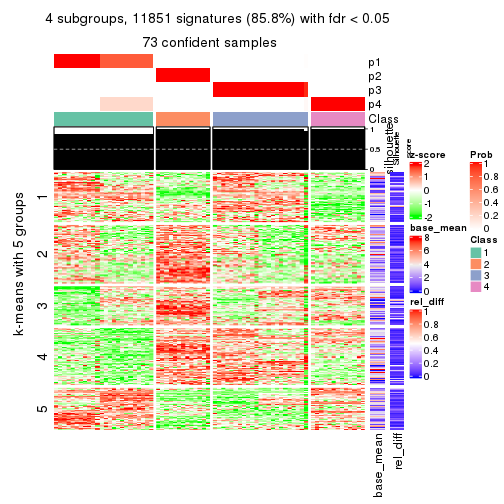 4 subgroups, 11851 signatures (85.8%) with fdr < 0.05
73 confident samples
p1
p2
p3
p4
Class
silhouette
1
0.5
0
Silhouette
score
k-means with 5 groups
1
2
3
4
5
base_mean
rel_diff
z-score
2
1
0
-1
-2
base_mean
8
6
4
2
0
rel_diff
1
0.8
0.6
0.4
0.2
0
Prob
1
0.8
0.6
0.4
0.2
0
Class
1
2
3
4